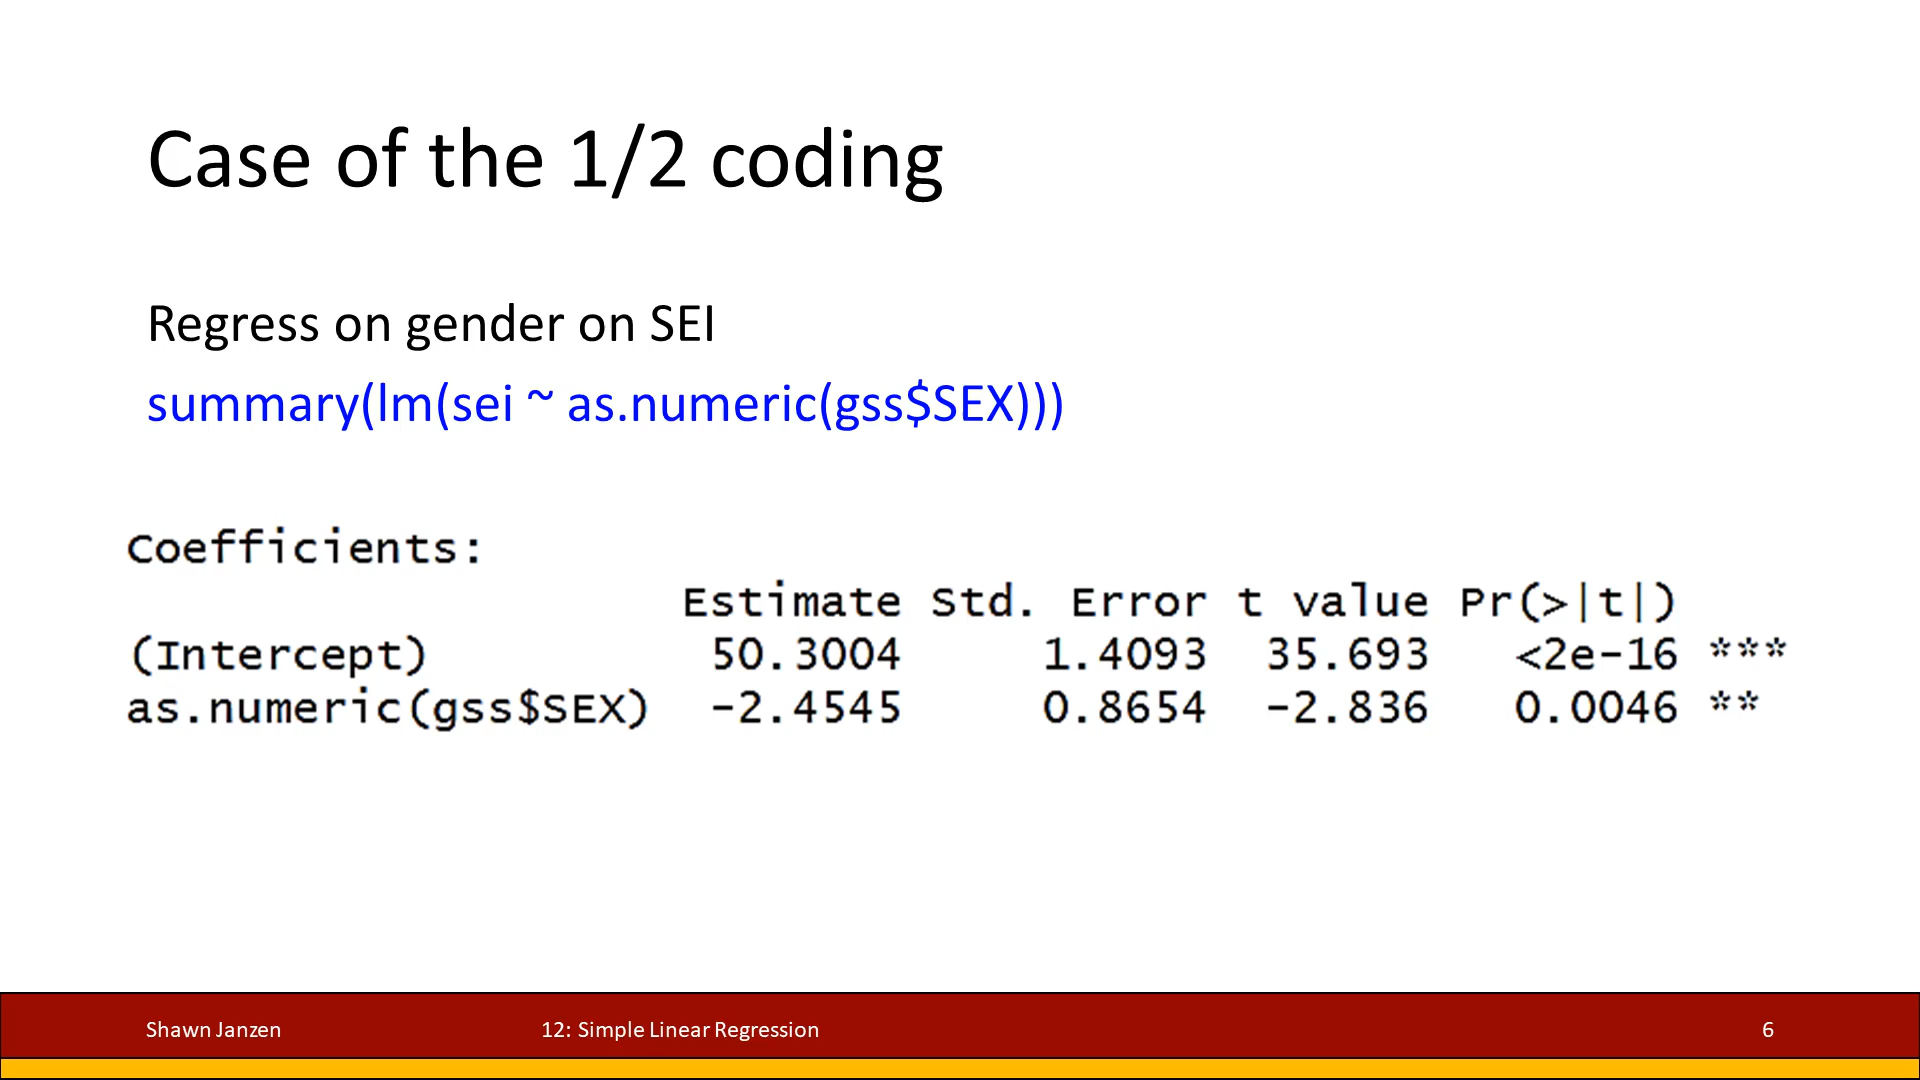 Case of the 1/2 coding
Regress on gender on SEI
summary(lm(sei ~ as.numeric(gss$SEX)))
Coefficients:
Estimate Std. Error t value Pr(>|t|)
(Intercept) 50.3004 1.4093 35.693 <2e-16 ***
as.numeric(gss$SEX) -2.4545 0.8654 -2.836 0.0046 **
Shawn Janzen 12: Simple Linear Regression 6